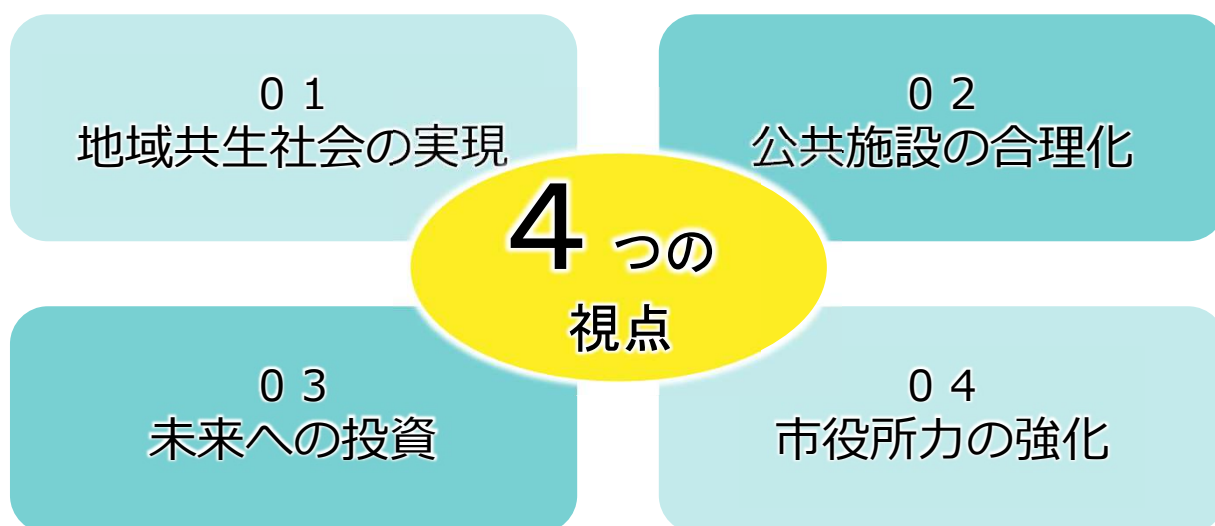 ０１
地域共生社会の実現
０２
公共施設の合理化
４つの
視点
０３
未来への投資
０４
市役所力の強化